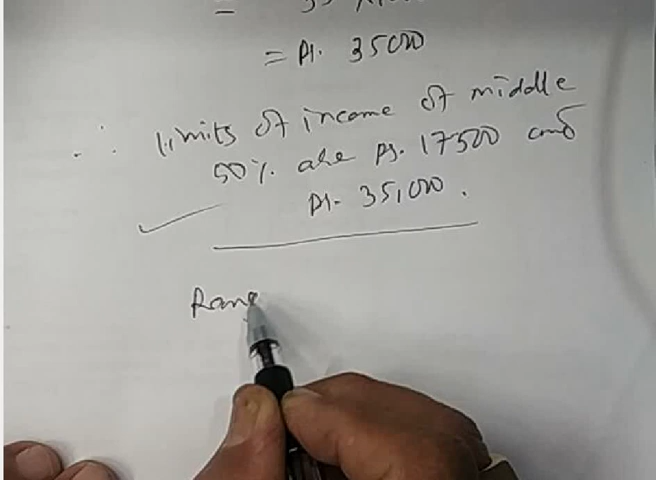 = Rs. 35000
∴ limits of income of middle
50% are Rs. 17500 and
Rs. 35,000.
Rang